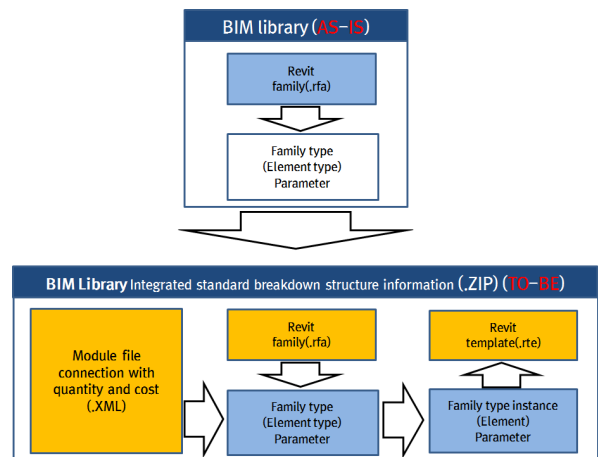 BIM library (AS-IS)
Revit
family(.rfa)
Family type
(Element type)
Parameter
BIM Library Integrated standard breakdown structure information (.ZIP) (TO-BE)
Module file
connection with
quantity and cost
(.XML)
Revit
family(.rfa)
Family type
(Element type)
Parameter
Revit
template(.rte)
Family type instance
(Element)
Parameter